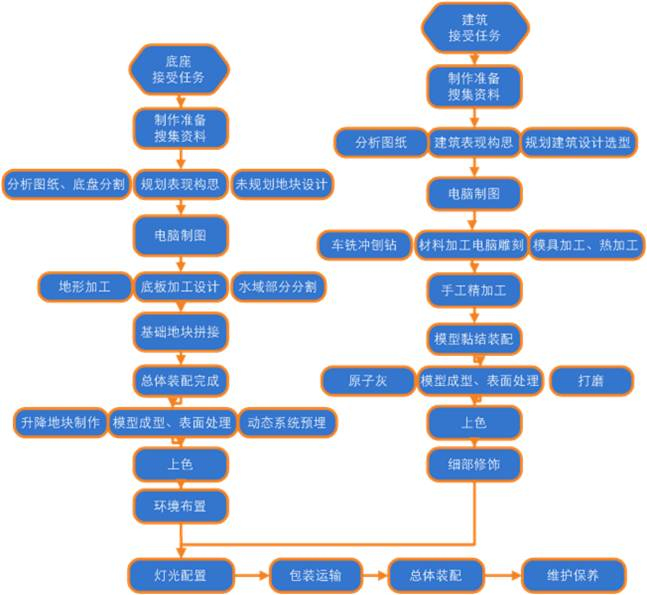 底座
接受任务
制作准备
搜集资料
分析图纸、底盘分割
规划表现构思
未规划地块设计
电脑制图
地形加工
底板加工设计
水域部分分割
基础地块拼接
总体装配完成
升降地块制作
模型成型、表面处理
动态系统预埋
上色
环境布置
建筑
接受任务
制作准备
搜集资料
分析图纸
建筑表现构思
规划建筑设计选型
电脑制图
车铣冲刨钻
材料加工电脑雕刻
模具加工、热加工
手工精加工
模型黏结装配
原子灰
模型成型、表面处理
打磨
上色
细部修饰
灯光配置
包装运输
总体装配
维护保养